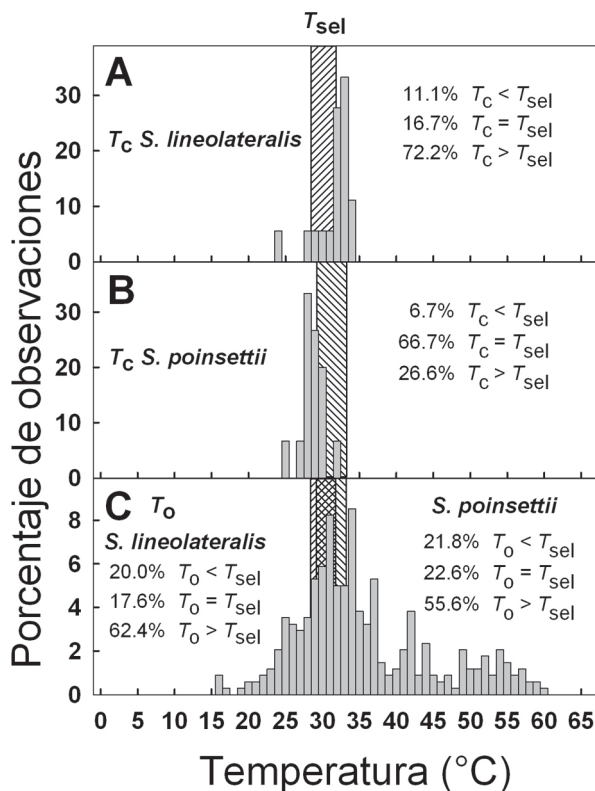 Tsel
A
30
20
10
0
Tc S. lineolateralis
11.1% Tc < Tsel
16.7% Tc = Tsel
72.2% Tc > Tsel
B
30
20
10
0
Tc S. poinsettii
6.7% Tc < Tsel
66.7% Tc = Tsel
26.6% Tc > Tsel
C To
8
6
4
2
0
S. lineolateralis
20.0% To < Tsel
17.6% To = Tsel
62.4% To > Tsel
S. poinsettii
21.8% To < Tsel
22.6% To = Tsel
55.6% To > Tsel
0 5 10 15 20 25 30 35 40 45 50 55 60 65
Porcentaje de observaciones
Temperatura (°C)